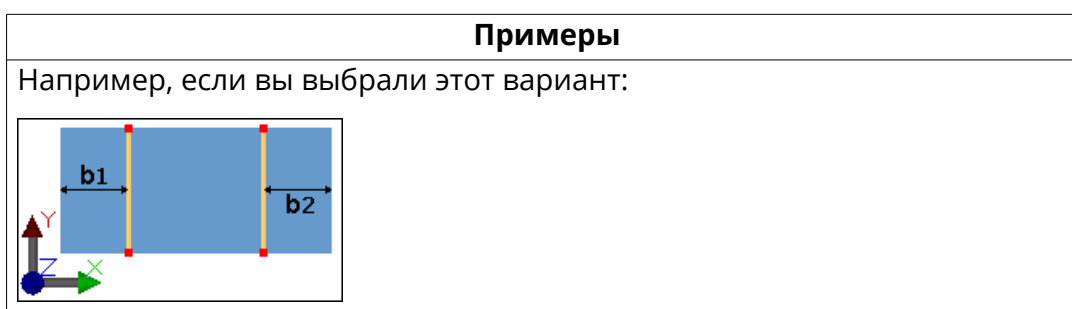 Примеры
Например, если вы выбрали этот вариант:
b1
b2
Y
Z X